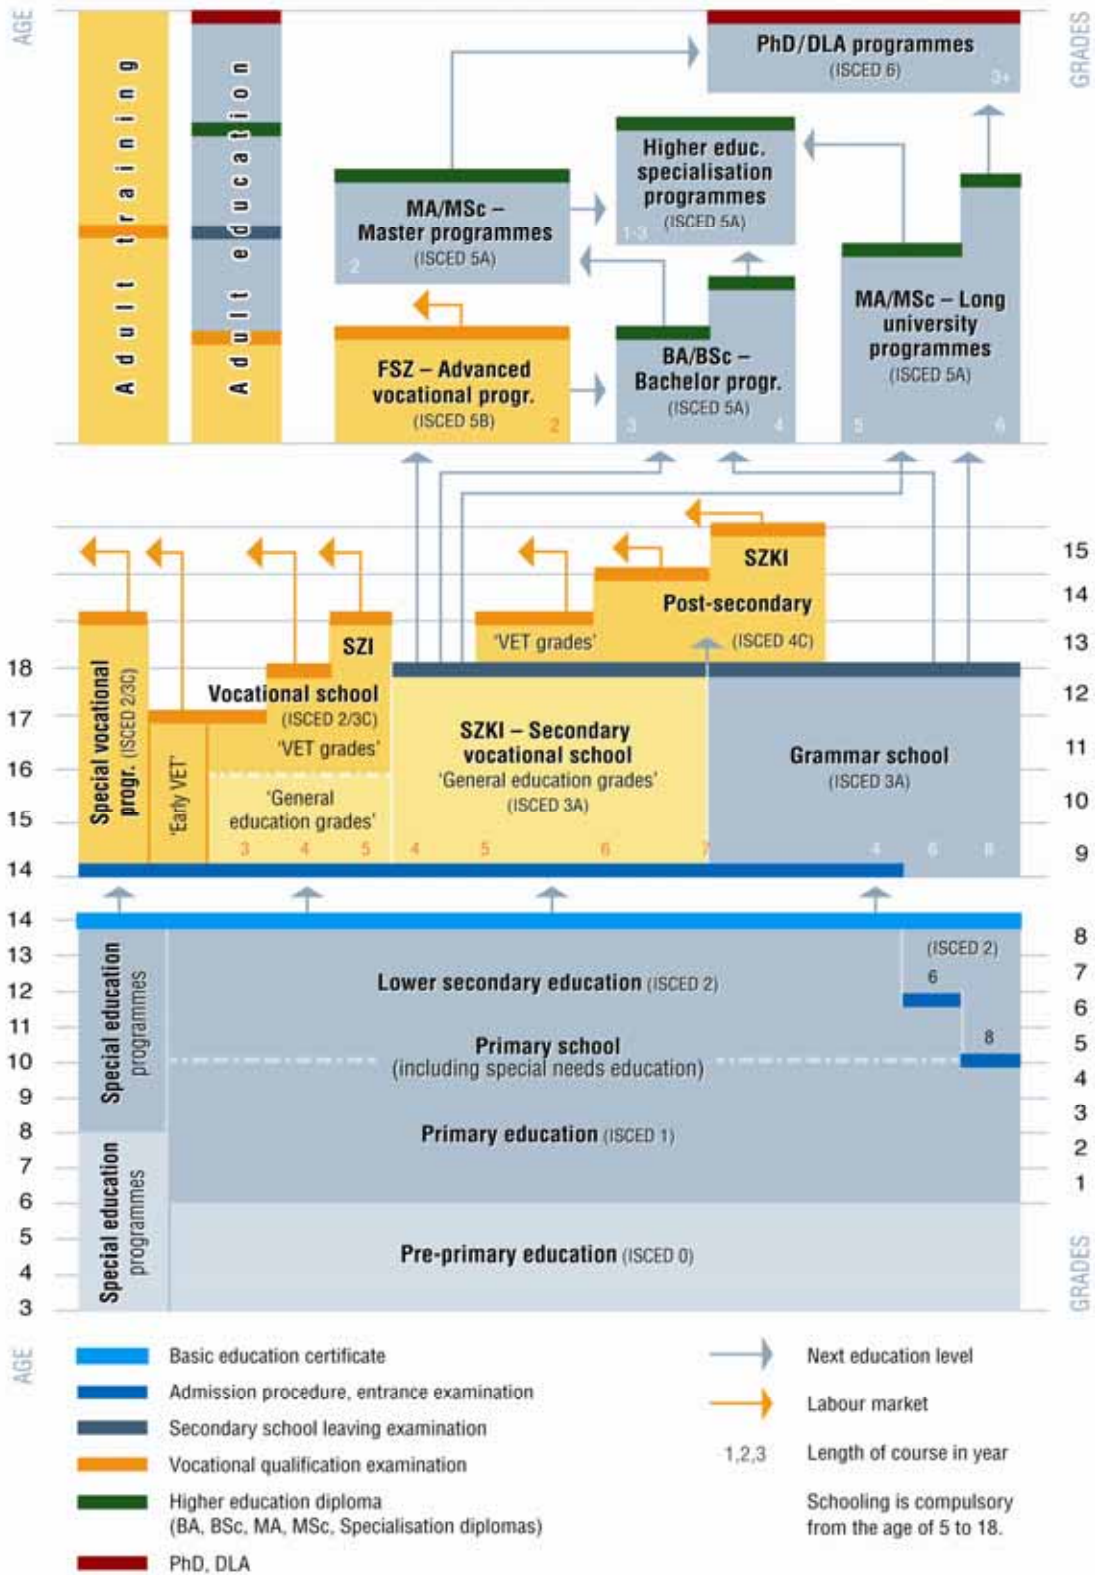 AGE
GRADES
Adult training
Adult education
PhD/DLA programmes
(ISCED 6)
3+
Higher educ.
specialisation
programmes
(ISCED 5A)
1-3
MA/MSc –
Master programmes
(ISCED 5A)
2
MA/MSc – Long
university
programmes
(ISCED 5A)
5
6
FSZ – Advanced
vocational progr.
(ISCED 5B)
2
BA/BSc –
Bachelor progr.
(ISCED 5A)
3
4
15
14
13
12
11
10
9
18
17
16
15
14
SZKI
Post-secondary
(ISCED 4C)
'VET grades'
SZI
Vocational school
(ISCED 2/3C)
'VET grades'
Special vocational
progr. (ISCED 2/3C)
'Early VET'
'General
education grades'
3
4
5
SZKI – Secondary
vocational school
'General education grades'
(ISCED 3A)
4
5
6
7
Grammar school
(ISCED 3A)
4
6
8
14
13
12
11
10
9
8
7
6
5
4
3
8
7
6
5
4
3
2
1
Special education
programmes
Special education
programmes
Lower secondary education (ISCED 2)
(ISCED 2)
6
8
Primary school
(including special needs education)
Primary education (ISCED 1)
Pre-primary education (ISCED 0)
AGE
GRADES
Basic education certificate
Admission procedure, entrance examination
Secondary school leaving examination
Vocational qualification examination
Higher education diploma
(BA, BSc, MA, MSc, Specialisation diplomas)
PhD, DLA
Next education level
Labour market
1,2,3 Length of course in year
Schooling is compulsory
from the age of 5 to 18.